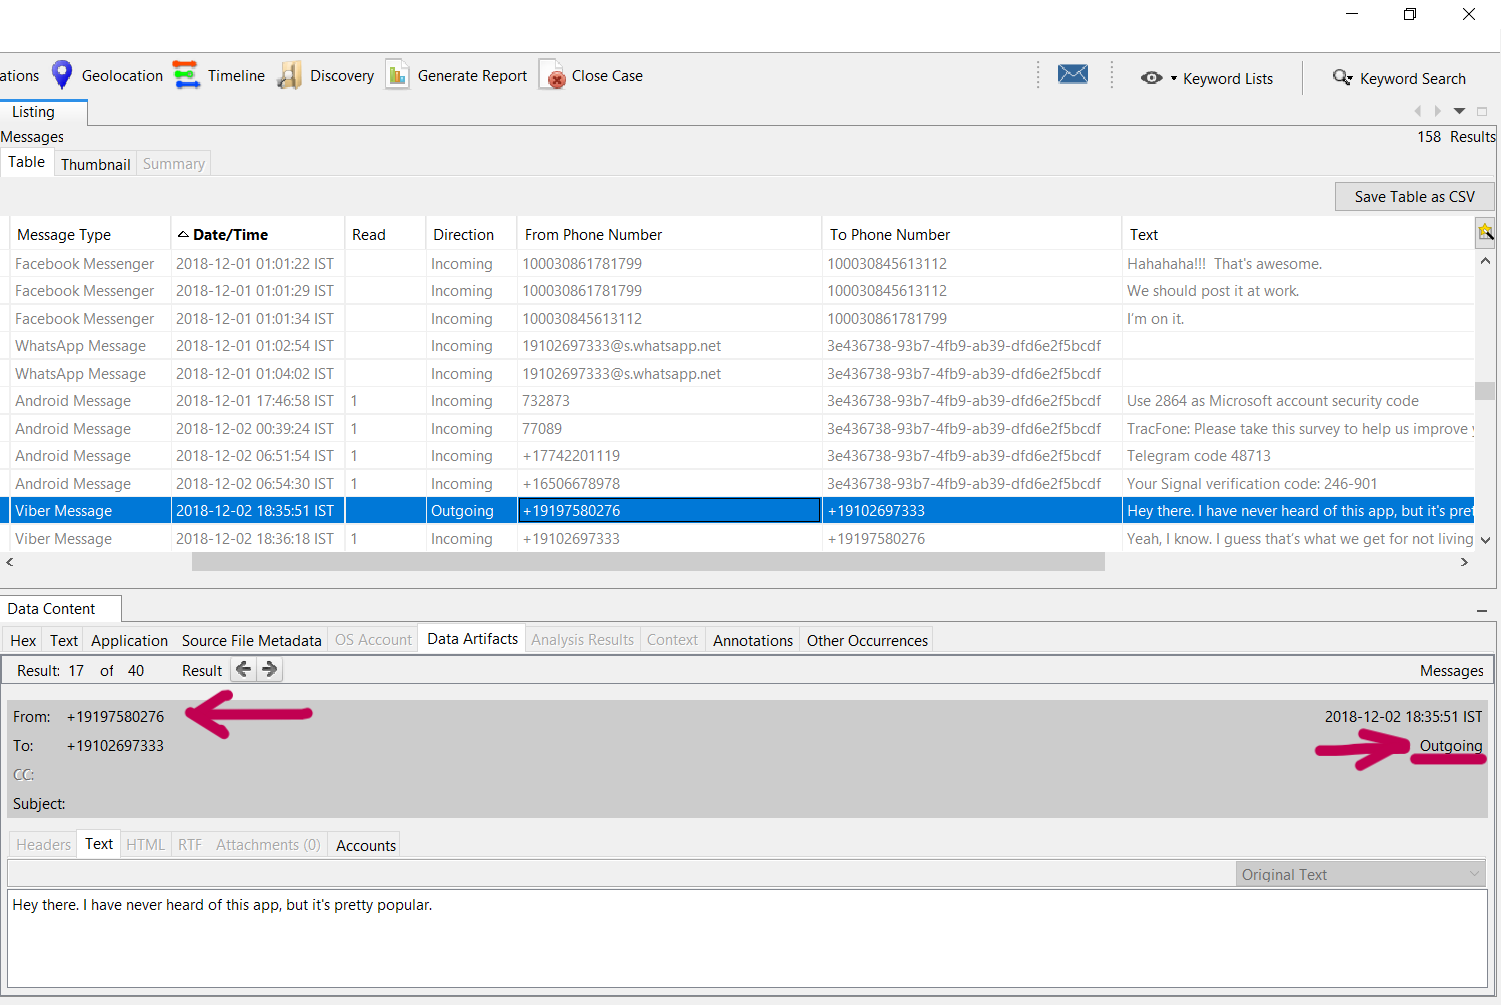 ations Geolocation Timeline Discovery Generate Report Close Case Keyword Lists Keyword Search
Listing
Messages 158 Results
Table Thumbnail Summary
Save Table as CSV
Message Type Date/Time Read Direction From Phone Number To Phone Number Text
Facebook Messenger 2018-12-01 01:01:22 IST Incoming 100030861781799 100030845613112 Hahahaha!!! That's awesome.
Facebook Messenger 2018-12-01 01:01:29 IST Incoming 100030861781799 100030845613112 We should post it at work.
Facebook Messenger 2018-12-01 01:01:34 IST Incoming 100030845613112 100030861781799 I'm on it.
WhatsApp Message 2018-12-01 01:02:54 IST Incoming 19102697333@s.whatsapp.net 3e436738-93b7-4fb9-ab39-dfd6e2f5bcdf
WhatsApp Message 2018-12-01 01:04:02 IST Incoming 19102697333@s.whatsapp.net 3e436738-93b7-4fb9-ab39-dfd6e2f5bcdf
Android Message 2018-12-01 17:46:58 IST 1 Incoming 732873 3e436738-93b7-4fb9-ab39-dfd6e2f5bcdf Use 2864 as Microsoft account security code
Android Message 2018-12-02 00:39:24 IST 1 Incoming 77089 3e436738-93b7-4fb9-ab39-dfd6e2f5bcdf TracFone: Please take this survey to help us improve y
Android Message 2018-12-02 06:51:54 IST 1 Incoming +17742201119 3e436738-93b7-4fb9-ab39-dfd6e2f5bcdf Telegram code 48713
Android Message 2018-12-02 06:54:30 IST 1 Incoming +16506678978 3e436738-93b7-4fb9-ab39-dfd6e2f5bcdf Your Signal verification code: 246-901
Viber Message 2018-12-02 18:35:51 IST Outgoing +19197580276 +19102697333 Hey there. I have never heard of this app, but it's pret
Viber Message 2018-12-02 18:36:18 IST 1 Incoming +19102697333 +19197580276 Yeah, I know. I guess that's what we get for not living
Data Content
Hex Text Application Source File Metadata OS Account Data Artifacts Analysis Results Context Annotations Other Occurrences
Result: 17 of 40 Result Messages
From: +19197580276 2018-12-02 18:35:51 IST
To: +19102697333 Outgoing
CC:
Subject:
Headers Text HTML RTF Attachments (0) Accounts
Original Text
Hey there. I have never heard of this app, but it's pretty popular.